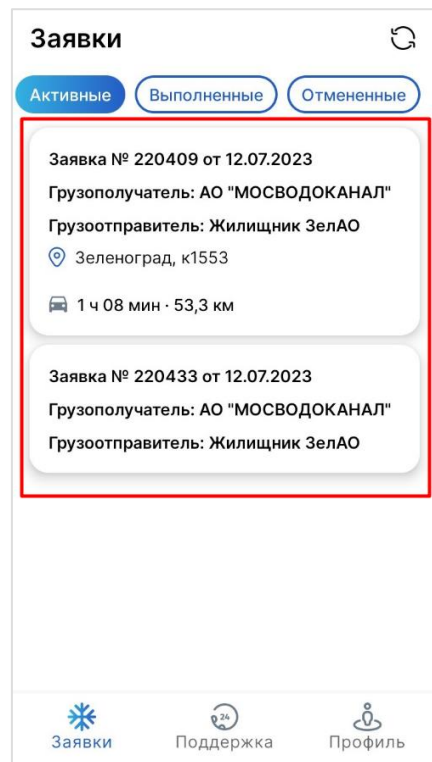 Заявки
Активные Выполненные Отмененные
Заявка № 220409 от 12.07.2023
Грузополучатель: АО "МОСВОДОКАНАЛ"
Грузоотправитель: Жилищник ЗелАО
Зеленоград, к1553
1 ч 08 мин · 53,3 км
Заявка № 220433 от 12.07.2023
Грузополучатель: АО "МОСВОДОКАНАЛ"
Грузоотправитель: Жилищник ЗелАО
24
Заявки Поддержка Профиль